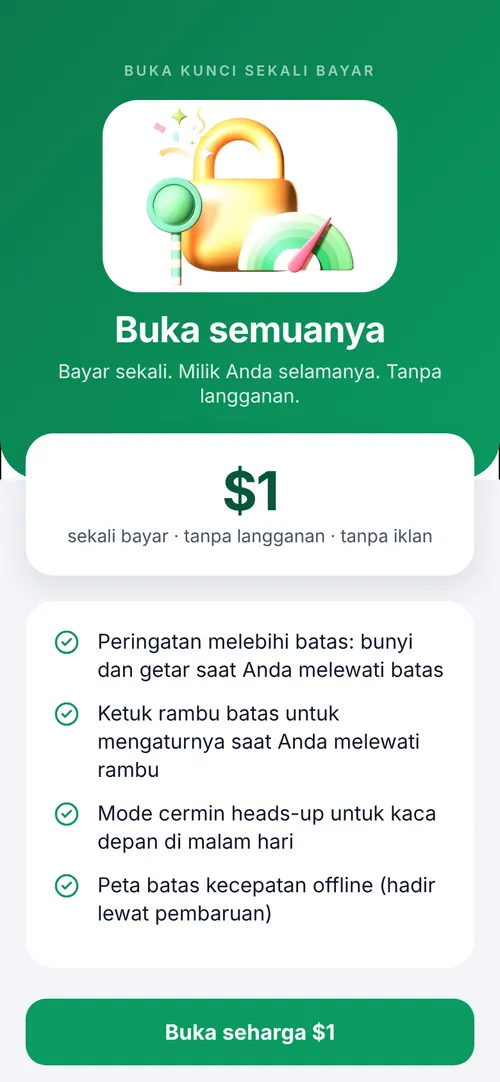 BUKA KUNCI SEKALI BAYAR
Buka semuanya
Bayar sekali. Milik Anda selamanya. Tanpa
langganan.
$1
sekali bayar · tanpa langganan · tanpa iklan
Peringatan melebihi batas: bunyi
dan getar saat Anda melewati batas
Ketuk rambu batas untuk
mengaturnya saat Anda melewati
rambu
Mode cermin heads-up untuk kaca
depan di malam hari
Peta batas kecepatan offline (hadir
lewat pembaruan)
Buka seharga $1